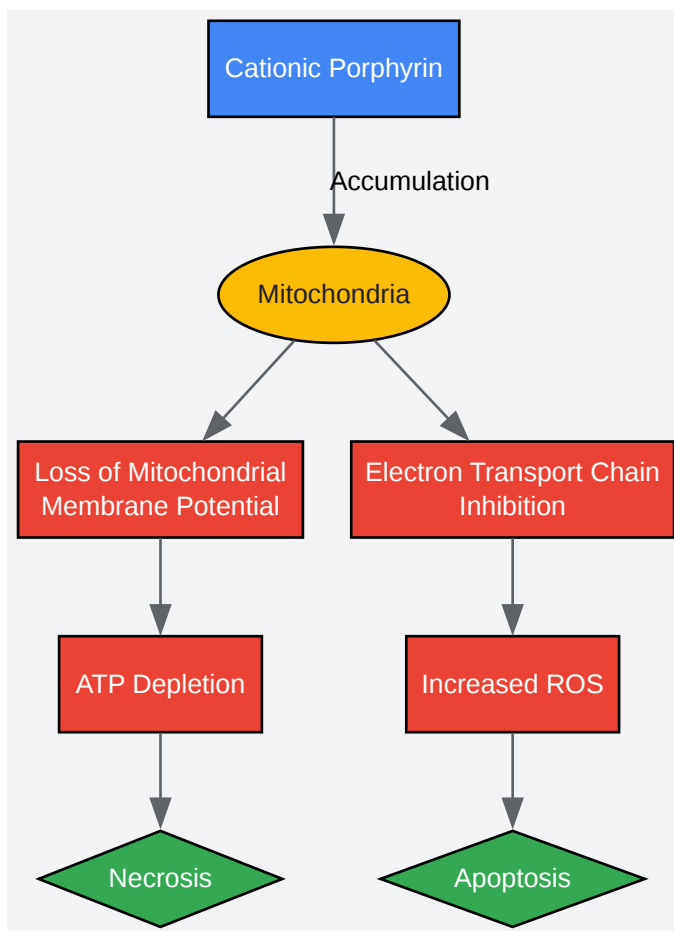 Cationic Porphyrin
Accumulation
Mitochondria
Loss of Mitochondrial
Membrane Potential
Electron Transport Chain
Inhibition
ATP Depletion
Increased ROS
Necrosis
Apoptosis